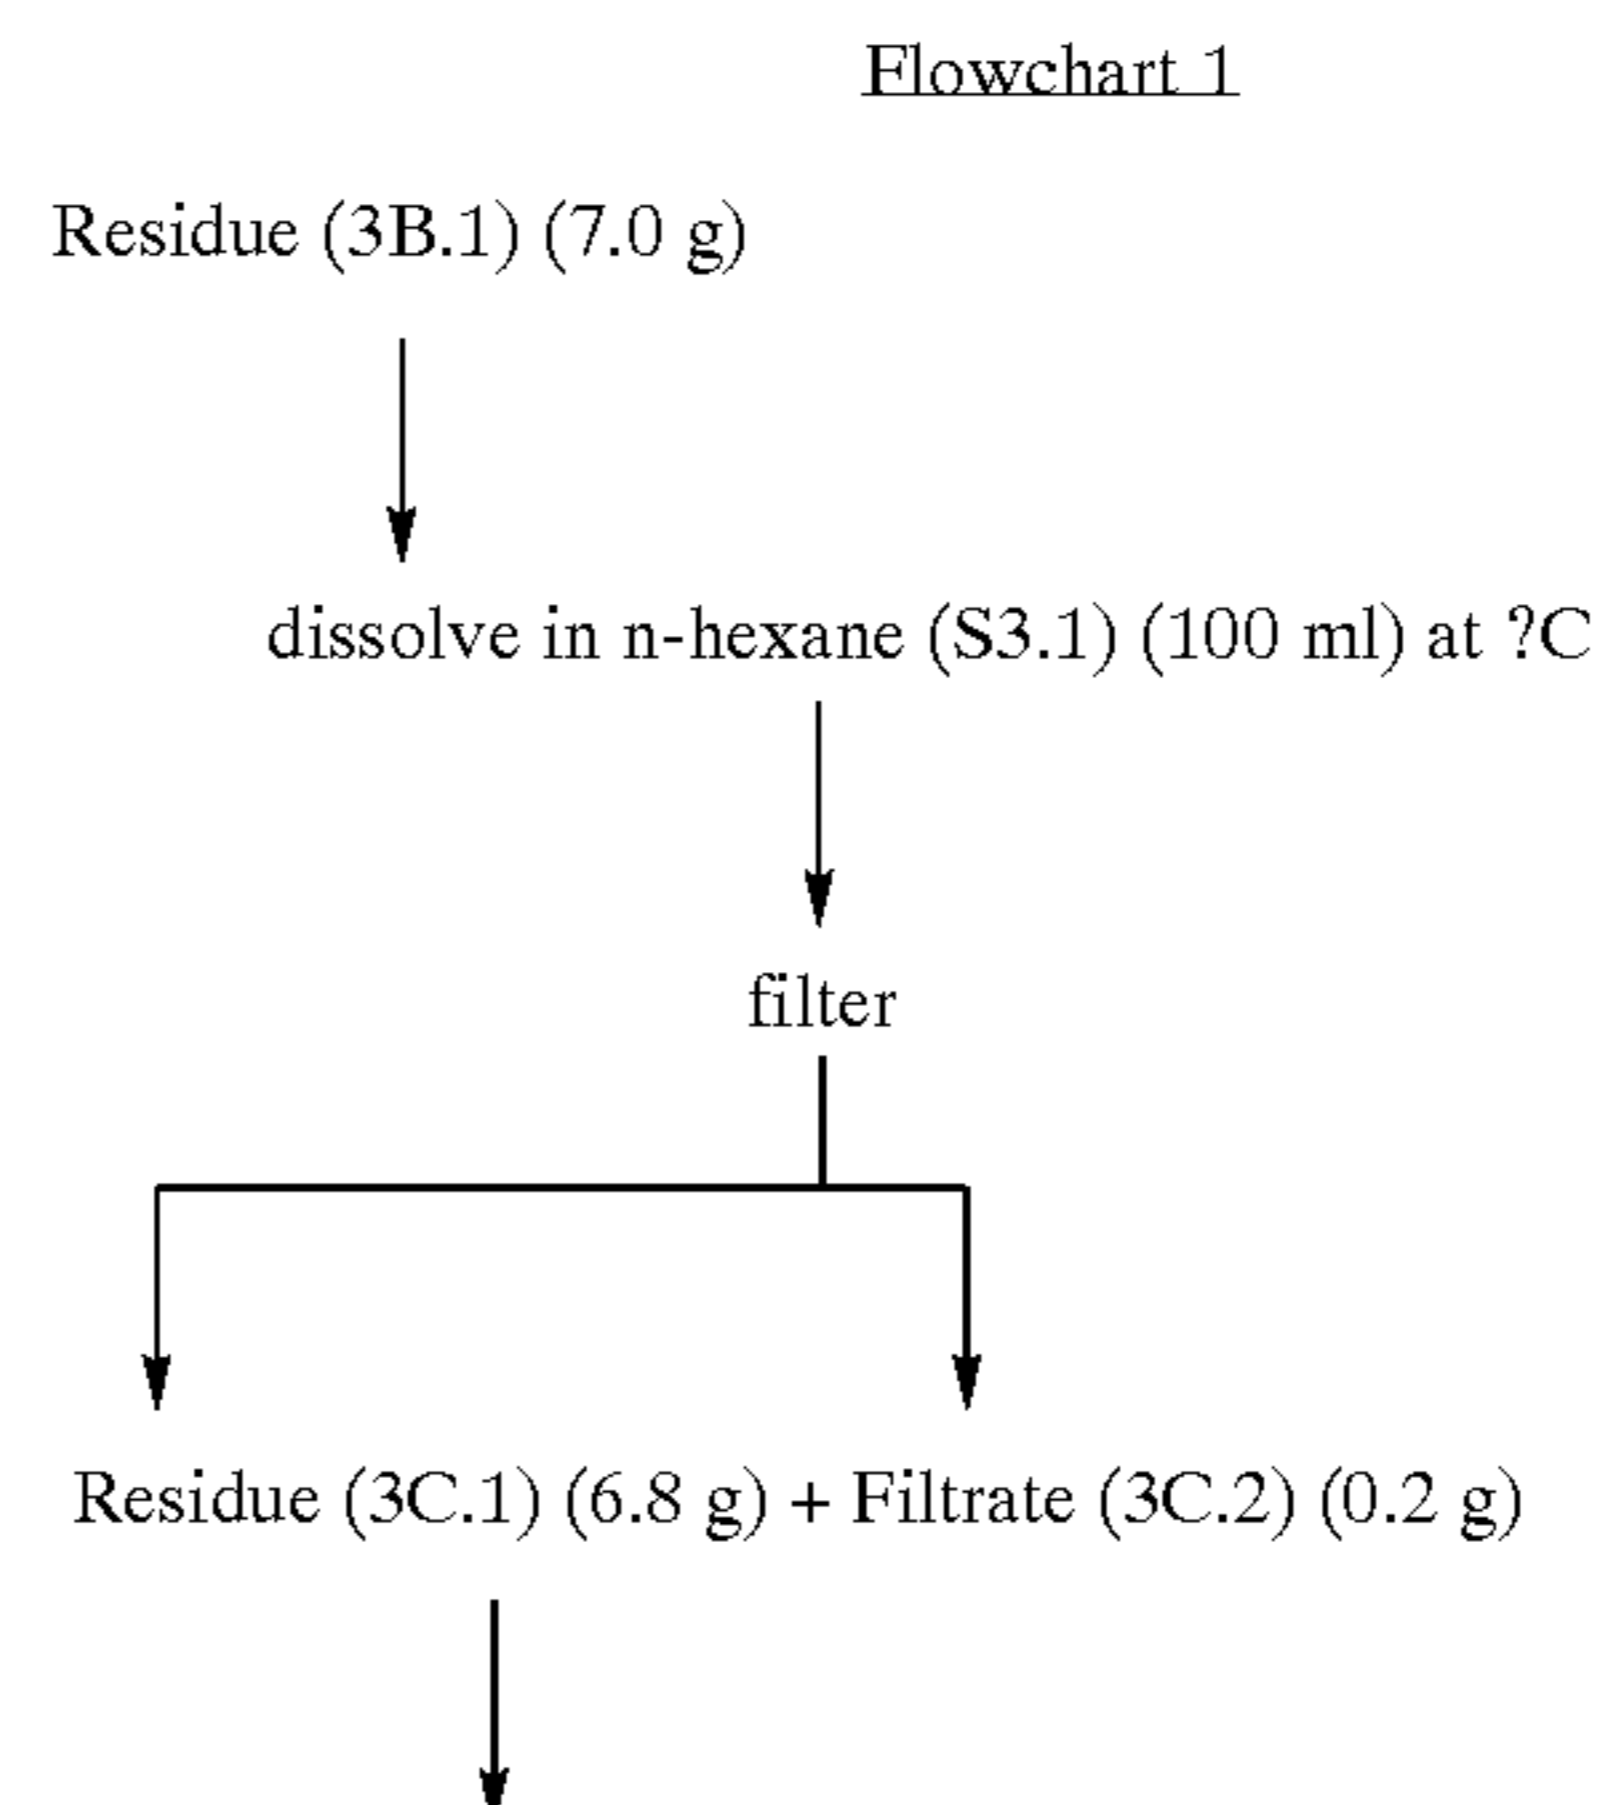 Flowchart 1
Residue (3B.1) (7.0 g)
dissolve in n-hexane (S3.1) (100 ml) at ?C
filter
Residue (3C.1) (6.8 g) + Filtrate (3C.2) (0.2 g)